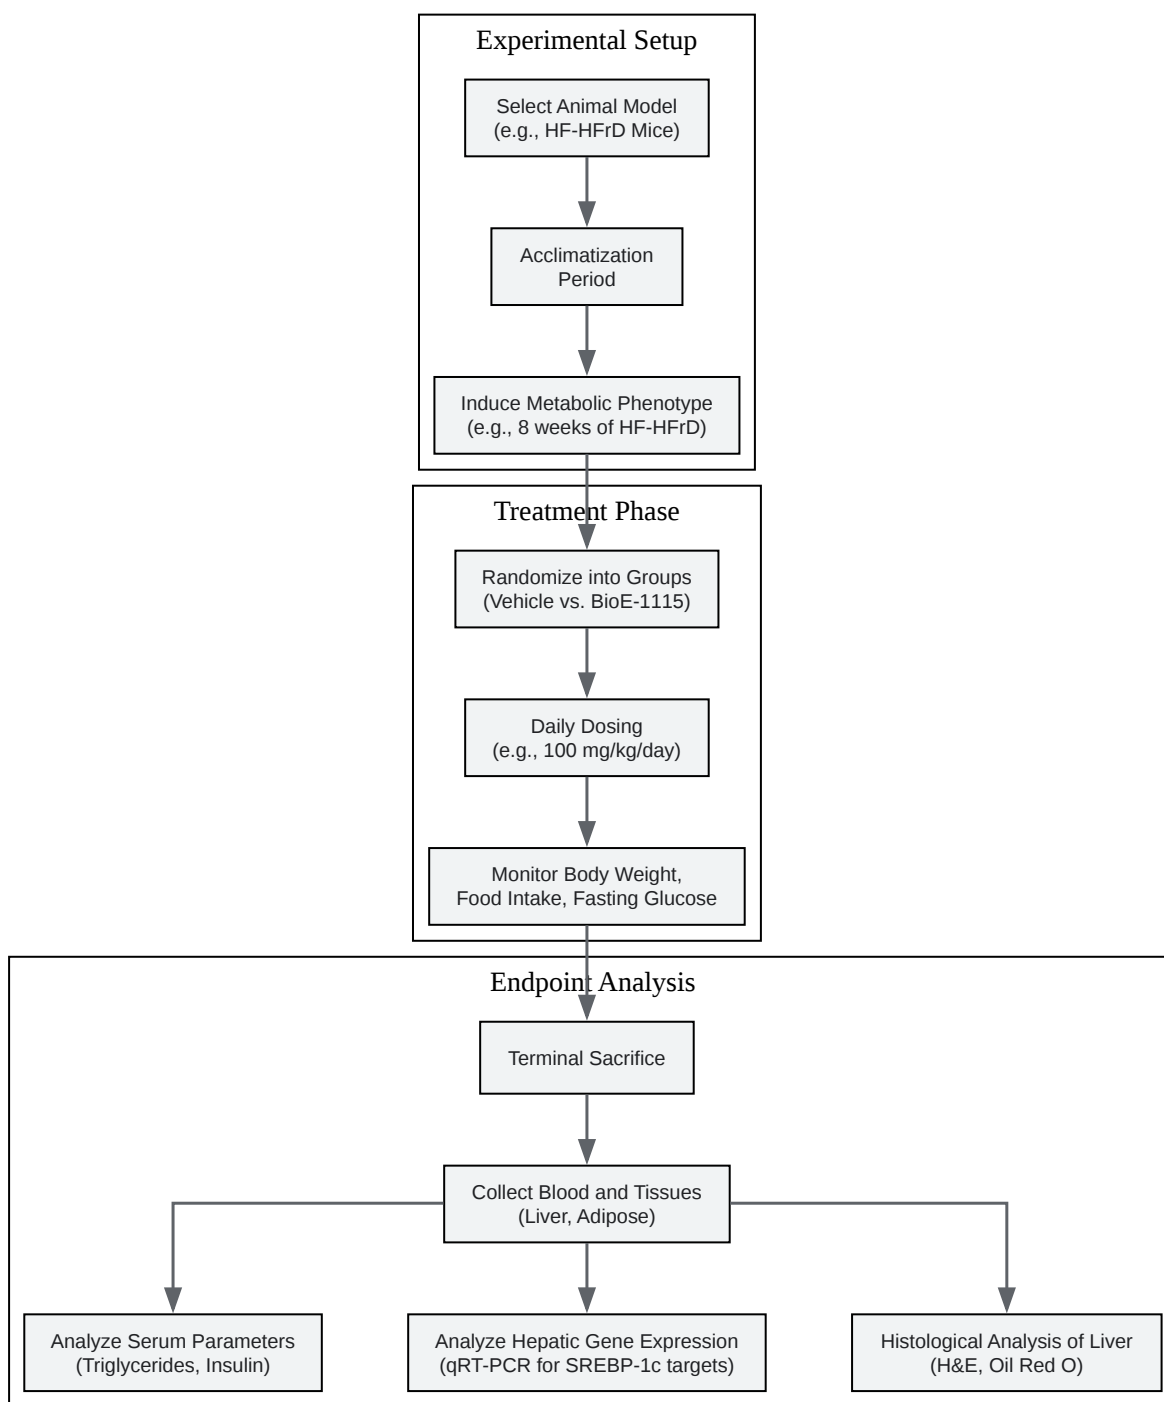 Experimental Setup
Select Animal Model
(e.g., HF-HFrD Mice)
Acclimatization
Period
Induce Metabolic Phenotype
(e.g., 8 weeks of HF-HFrD)
Treatment Phase
Randomize into Groups
(Vehicle vs. BioE-1115)
Daily Dosing
(e.g., 100 mg/kg/day)
Monitor Body Weight,
Food Intake, Fasting Glucose
Endpoint Analysis
Terminal Sacrifice
Collect Blood and Tissues
(Liver, Adipose)
Analyze Serum Parameters
(Triglycerides, Insulin)
Analyze Hepatic Gene Expression
(qRT-PCR for SREBP-1c targets)
Histological Analysis of Liver
(H&E, Oil Red O)